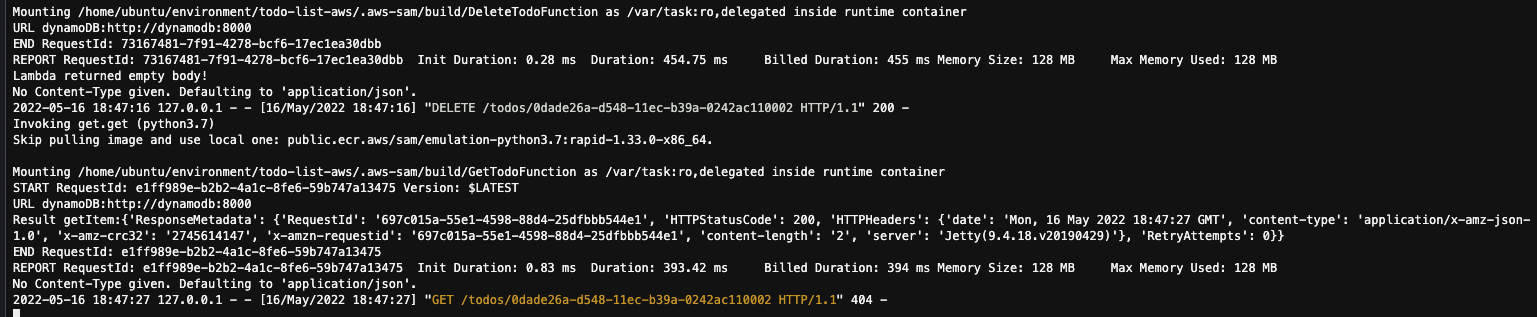 Mounting /home/ubuntu/environment/todo-list-aws/.aws-sam/build/DeleteTodoFunction as /var/task:ro,delegated inside runtime container
URL dynamoDB:http://dynamodb:8000
END RequestId: 73167481-7f91-4278-bcf6-17ec1ea30dbb
REPORT RequestId: 73167481-7f91-4278-bcf6-17ec1ea30dbb  Init Duration: 0.28 ms  Duration: 454.75 ms     Billed Duration: 455 ms Memory Size: 128 MB     Max Memory Used: 128 MB
Lambda returned empty body!
No Content-Type given. Defaulting to 'application/json'.
2022-05-16 18:47:16 127.0.0.1 - - [16/May/2022 18:47:16] "DELETE /todos/0dade26a-d548-11ec-b39a-0242ac110002 HTTP/1.1" 200 -
Invoking get.get (python3.7)
Skip pulling image and use local one: public.ecr.aws/sam/emulation-python3.7:rapid-1.33.0-x86_64.
Mounting /home/ubuntu/environment/todo-list-aws/.aws-sam/build/GetTodoFunction as /var/task:ro,delegated inside runtime container
START RequestId: e1ff989e-b2b2-4a1c-8fe6-59b747a13475 Version: $LATEST
URL dynamoDB:http://dynamodb:8000
Result getItem:{'ResponseMetadata': {'RequestId': '697c015a-55e1-4598-88d4-25dfbbb544e1', 'HTTPStatusCode': 200, 'HTTPHeaders': {'date': 'Mon, 16 May 2022 18:47:27 GMT', 'content-type': 'application/x-amz-json-
1.0', 'x-amz-crc32': '2745614147', 'x-amzn-requestid': '697c015a-55e1-4598-88d4-25dfbbb544e1', 'content-length': '2', 'server': 'Jetty(9.4.18.v20190429)'}, 'RetryAttempts': 0}}
END RequestId: e1ff989e-b2b2-4a1c-8fe6-59b747a13475
REPORT RequestId: e1ff989e-b2b2-4a1c-8fe6-59b747a13475  Init Duration: 0.83 ms  Duration: 393.42 ms     Billed Duration: 394 ms Memory Size: 128 MB     Max Memory Used: 128 MB
No Content-Type given. Defaulting to 'application/json'.
2022-05-16 18:47:27 127.0.0.1 - - [16/May/2022 18:47:27] "GET /todos/0dade26a-d548-11ec-b39a-0242ac110002 HTTP/1.1" 404 -